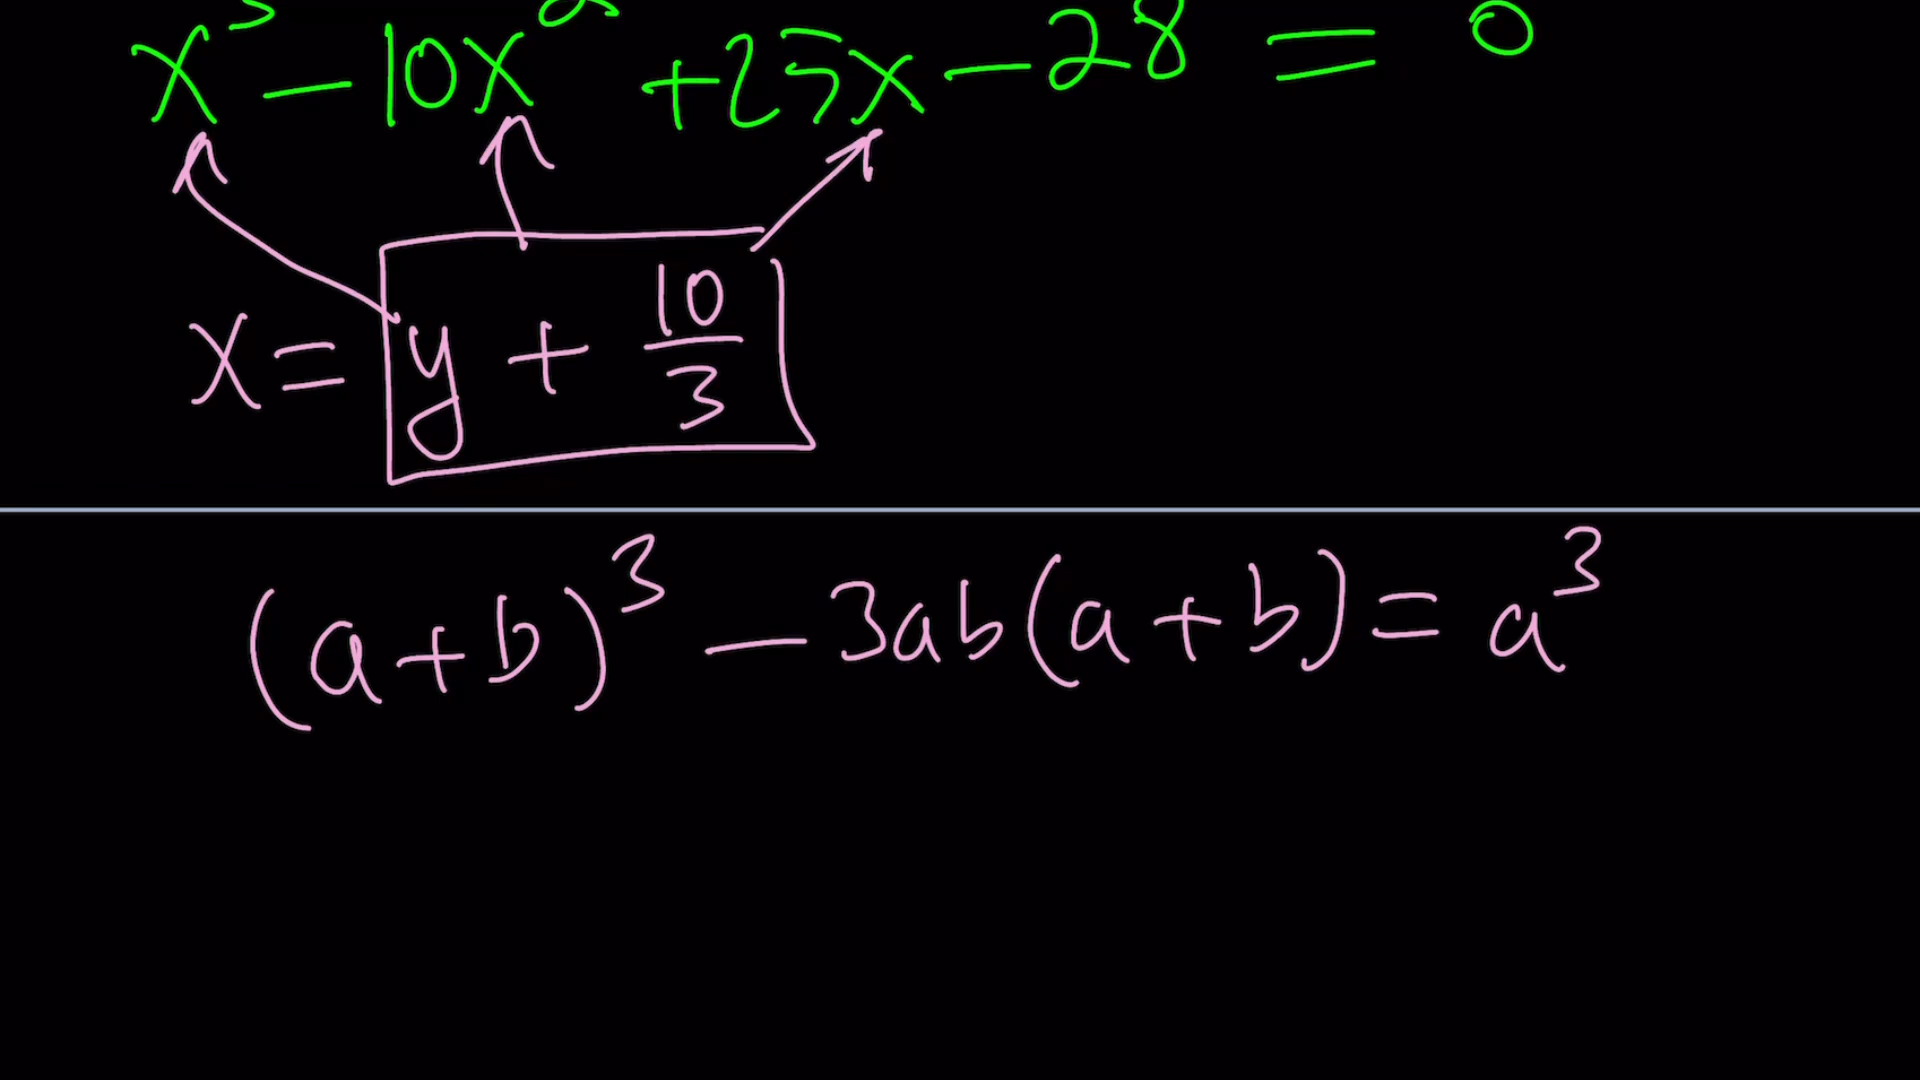 x³ – 10x² + 25x – 28 = 0
x = y + 10/3
(a+b)³ – 3ab(a+b) = a³